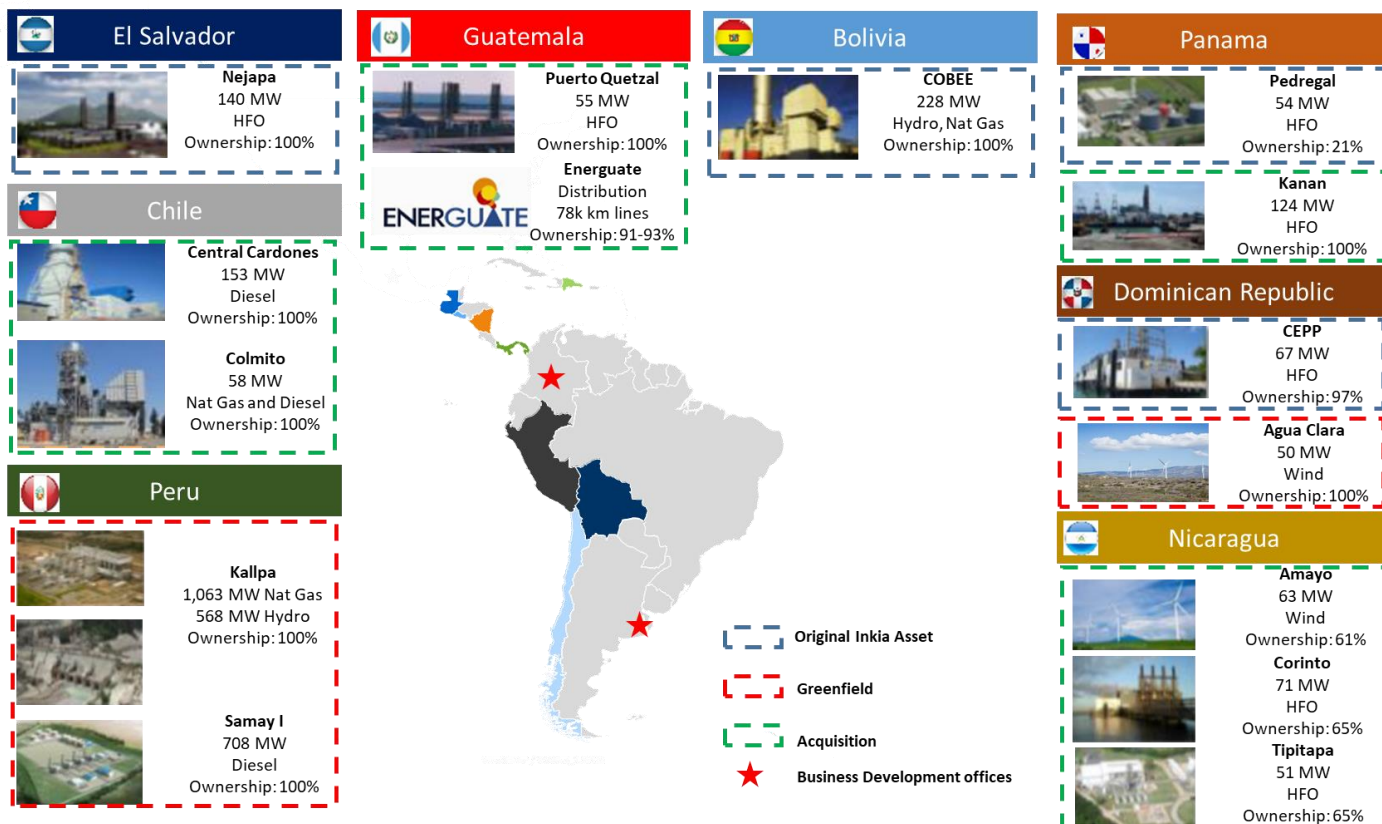 El Salvador
Nejapa
140 MW
HFO
Ownership: 100%
Chile
Central Cardones
153 MW
Diesel
Ownership: 100%
Colmito
58 MW
Nat Gas and Diesel
Ownership: 100%
Peru
Kallpa
1,063 MW Nat Gas
568 MW Hydro
Ownership: 100%
Samay I
708 MW
Diesel
Ownership: 100%
Guatemala
Puerto Quetzal
55 MW
HFO
Ownership: 100%
Energuate
Distribution
78k km lines
Ownership: 91-93%
ENERGUATE
Bolivia
COBEE
228 MW
Hydro, Nat Gas
Ownership: 100%
Original Inkia Asset
Greenfield
Acquisition
Business Development offices
Panama
Pedregal
54 MW
HFO
Ownership: 21%
Kanan
124 MW
HFO
Ownership: 100%
Dominican Republic
CEPP
67 MW
HFO
Ownership: 97%
Agua Clara
50 MW
Wind
Ownership: 100%
Nicaragua
Amayo
63 MW
Wind
Ownership: 61%
Corinto
71 MW
HFO
Ownership: 65%
Tipitapa
51 MW
HFO
Ownership: 65%